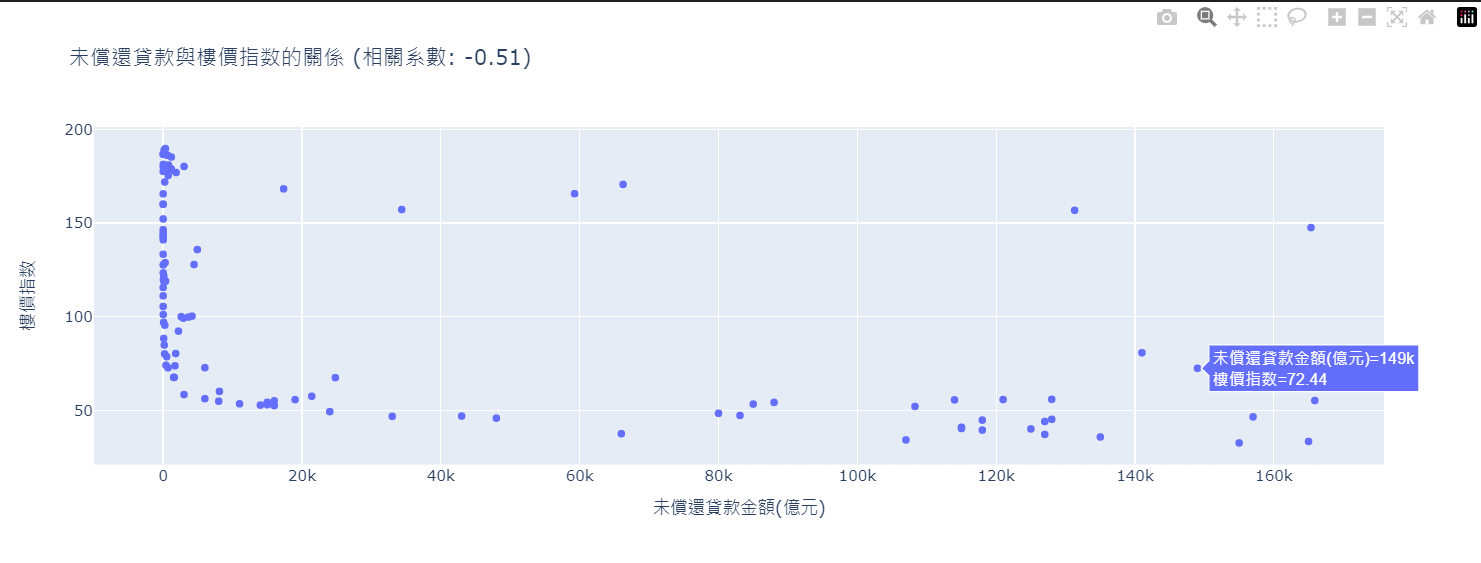 未償還貸款與樓價指数的關係 (相關系數: -0.51)
200
150
100
50
樓價指数
未償還貸款金額(億元)=149k
樓價指数=72.44
0 20k 40k 60k 80k 100k 120k 140k 160k
未償還貸款金額(億元)